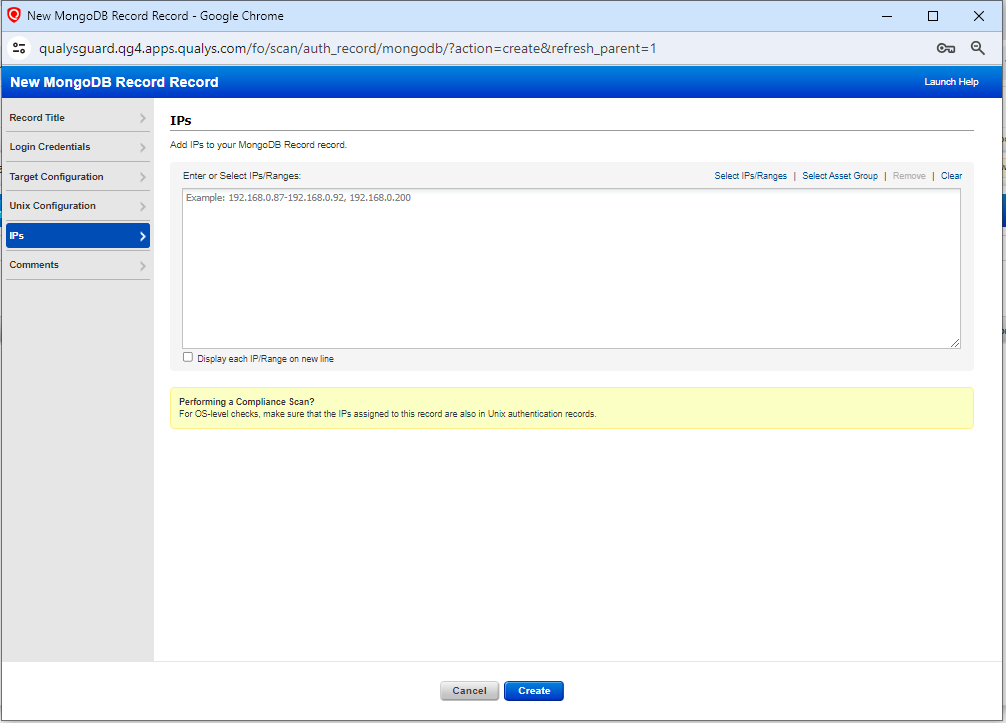 New MongoDB Record Record - Google Chrome
qualysguard.qg4.apps.qualys.com/fo/scan/auth_record/mongodb/?action=create&refresh_parent=1
New MongoDB Record Record
Launch Help
Record Title
Login Credentials
Target Configuration
Unix Configuration
IPs
Comments
IPs
Add IPs to your MongoDB Record record.
Enter or Select IPs/Ranges:
Select IPs/Ranges | Select Asset Group | Remove | Clear
Example: 192.168.0.87-192.168.0.92, 192.168.0.200
Display each IP/Range on new line
Performing a Compliance Scan?
For OS-level checks, make sure that the IPs assigned to this record are also in Unix authentication records.
Cancel
Create